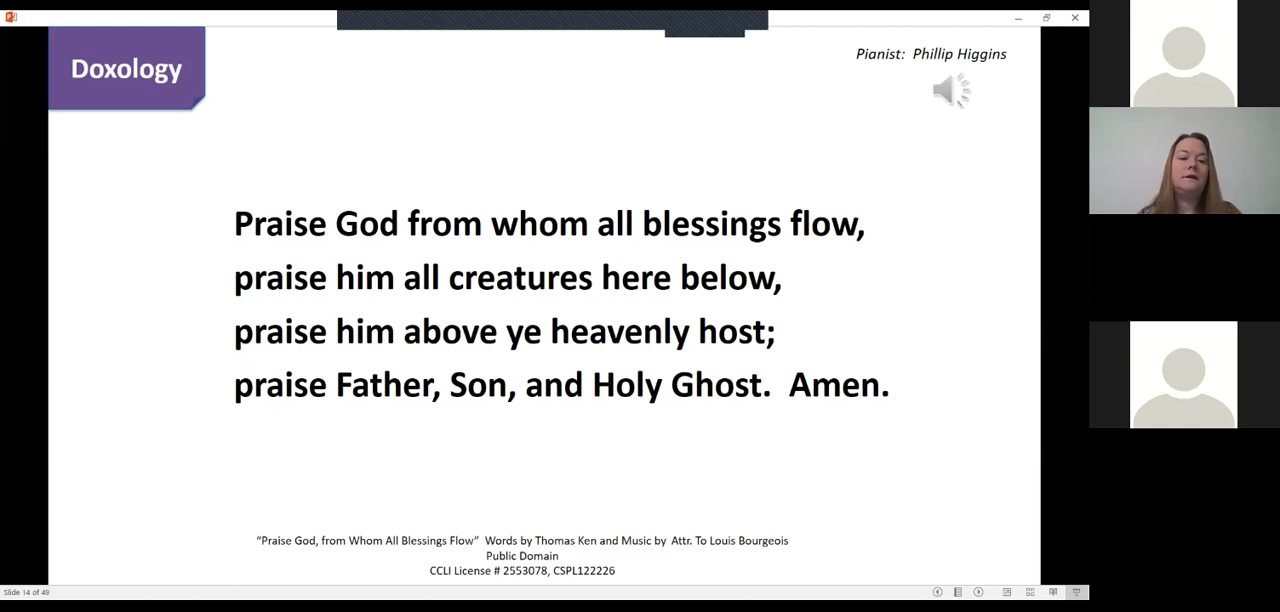 Doxology
Pianist: Phillip Higgins
Praise God from whom all blessings flow,
praise him all creatures here below,
praise him above ye heavenly host;
praise Father, Son, and Holy Ghost. Amen.
“Praise God, from Whom All Blessings Flow” Words by Thomas Ken and Music by Attr. To Louis Bourgeois
Public Domain
CCLI License # 2553078, CSPL122226
Slide 14 of 49